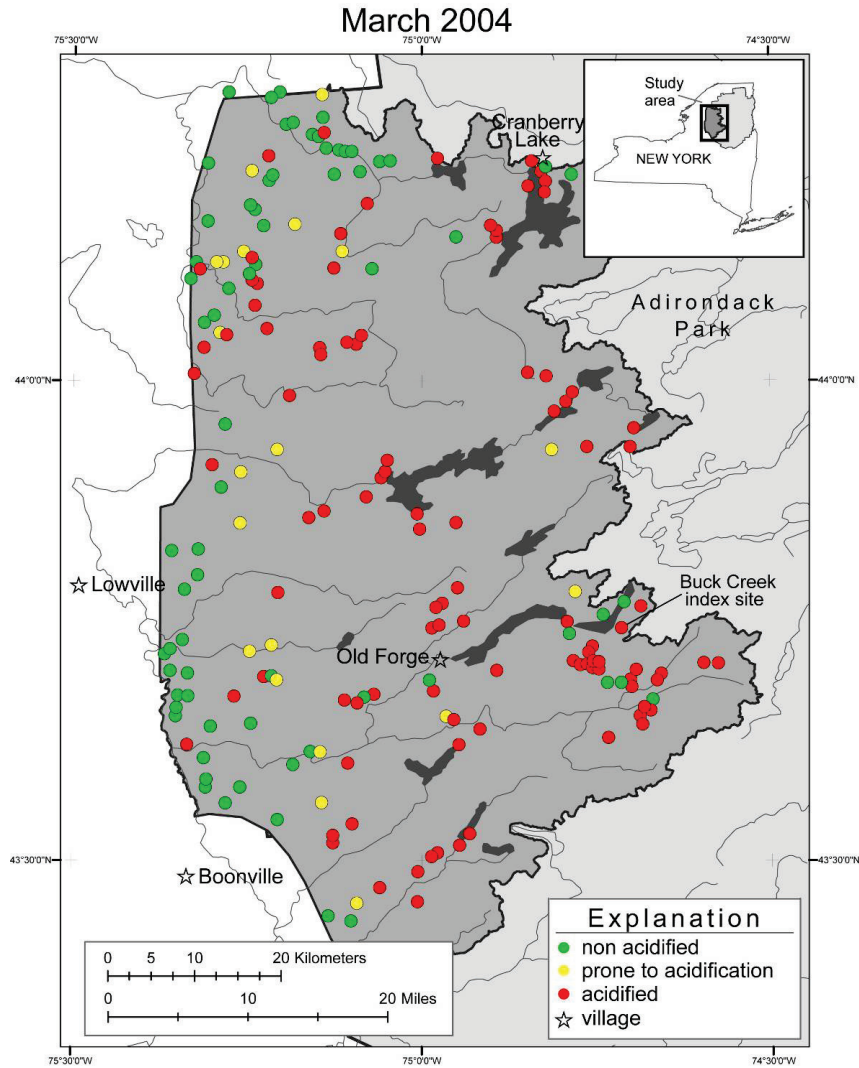 March 2004
75°30'0"W
75°0'0"W
74°30'0"W
Study
area
NEW YORK
Cranberry
Lake
Adirondack
Park
44°0'0"N
44°0'0"N
Lowville
Buck Creek
index site
Old Forge
43°30'0"N
43°30'0"N
Boonville
Explanation
non acidified
prone to acidification
acidified
village
0 5 10 20 Kilometers
0 10 20 Miles
75°30'0"W
75°0'0"W
74°30'0"W